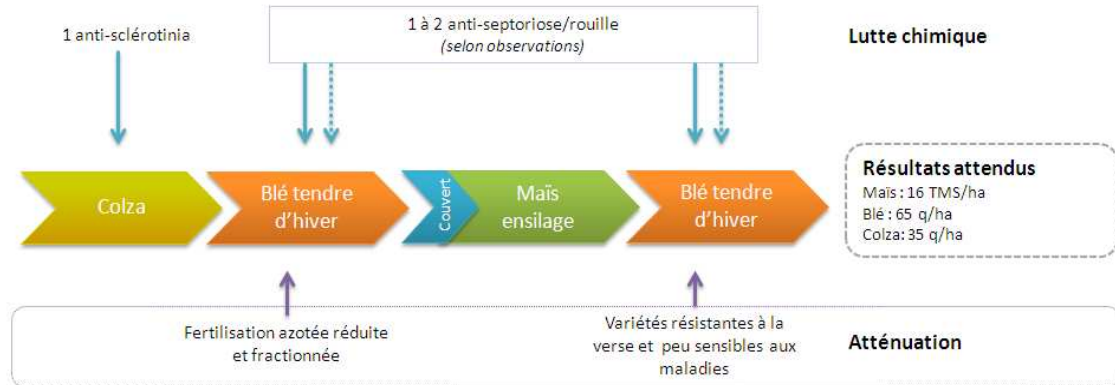 1 anti-sclérotinia
1 à 2 anti-septoriose/rouille
(selon observations)
Lutte chimique
Colza
Blé tendre
d’hiver
Couvert
Maïs
ensilage
Blé tendre
d’hiver
Résultats attendus
Maïs : 16 TMS/ha
Blé : 65 q/ha
Colza: 35 q/ha
Fertilisation azotée réduite
et fractionnée
Variétés résistantes à la
verse et peu sensibles aux
maladies
Atténuation